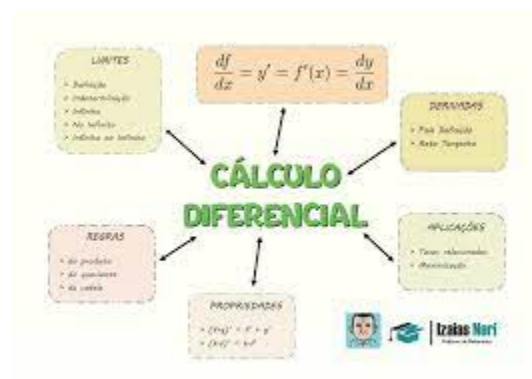 LIMITES
• Definição
• Indeterminação
• Infinitos
• No Infinito
• Infinitos no Infinito
df/dx = y' = f'(x) = dy/dx
DERIVADAS
• Pela Definição
• Reta Tangente
CÁLCULO
DIFERENCIAL
REGRAS
• do produto
• do quociente
• da cadeia
APLICAÇÕES
• Taxas relacionadas
• Maximização
PROPRIEDADES
Izaias Neri